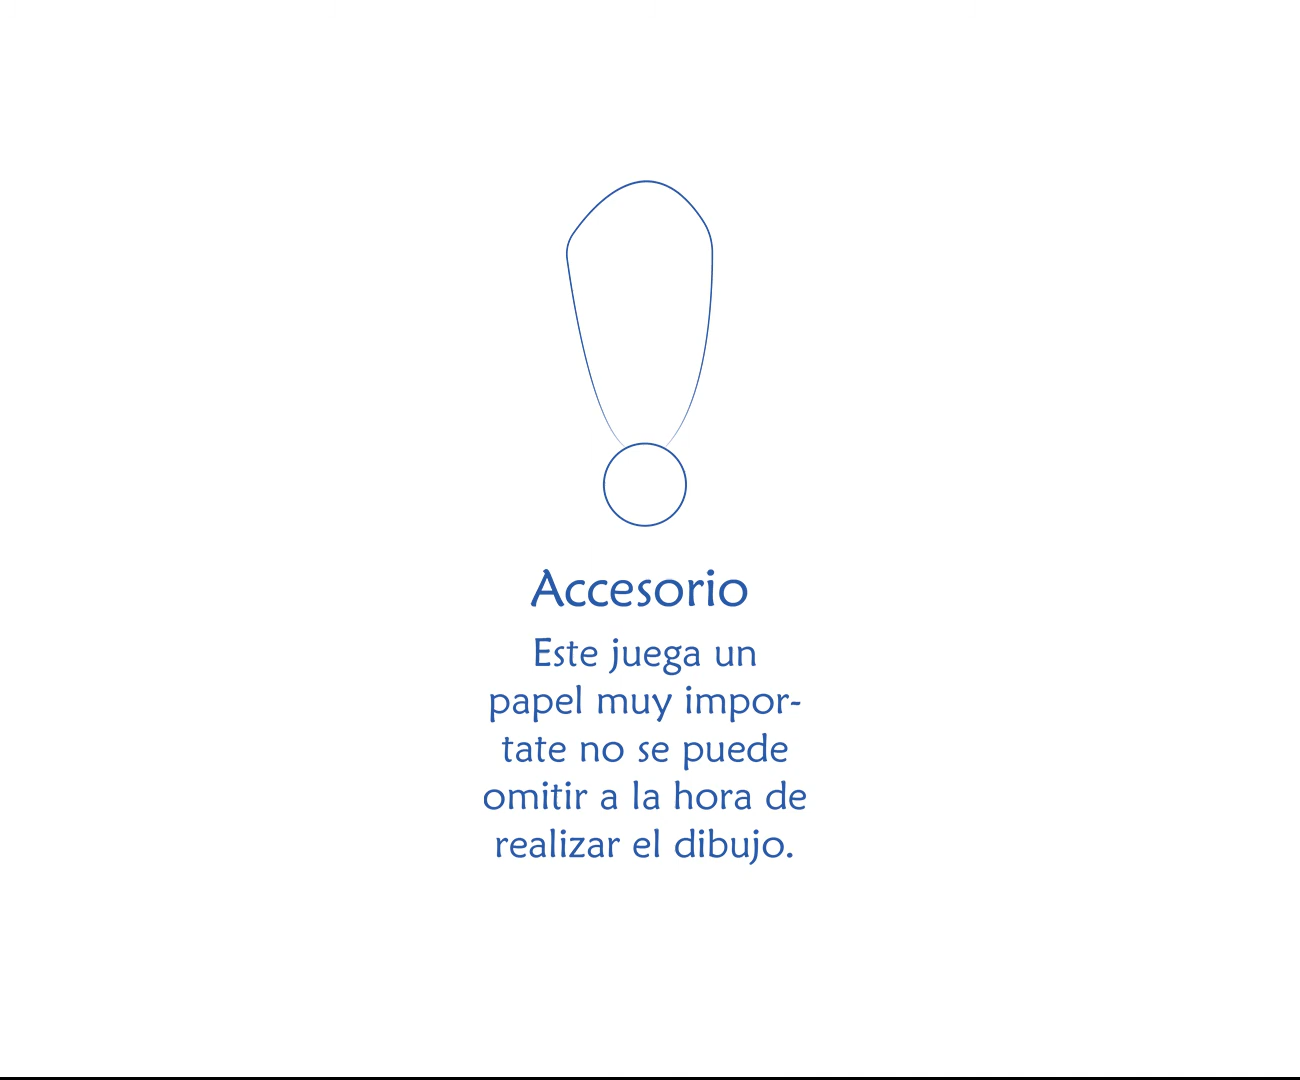 Accesorio
Este juega un
papel muy impor-
tate no se puede
omitir a la hora de
realizar el dibujo.